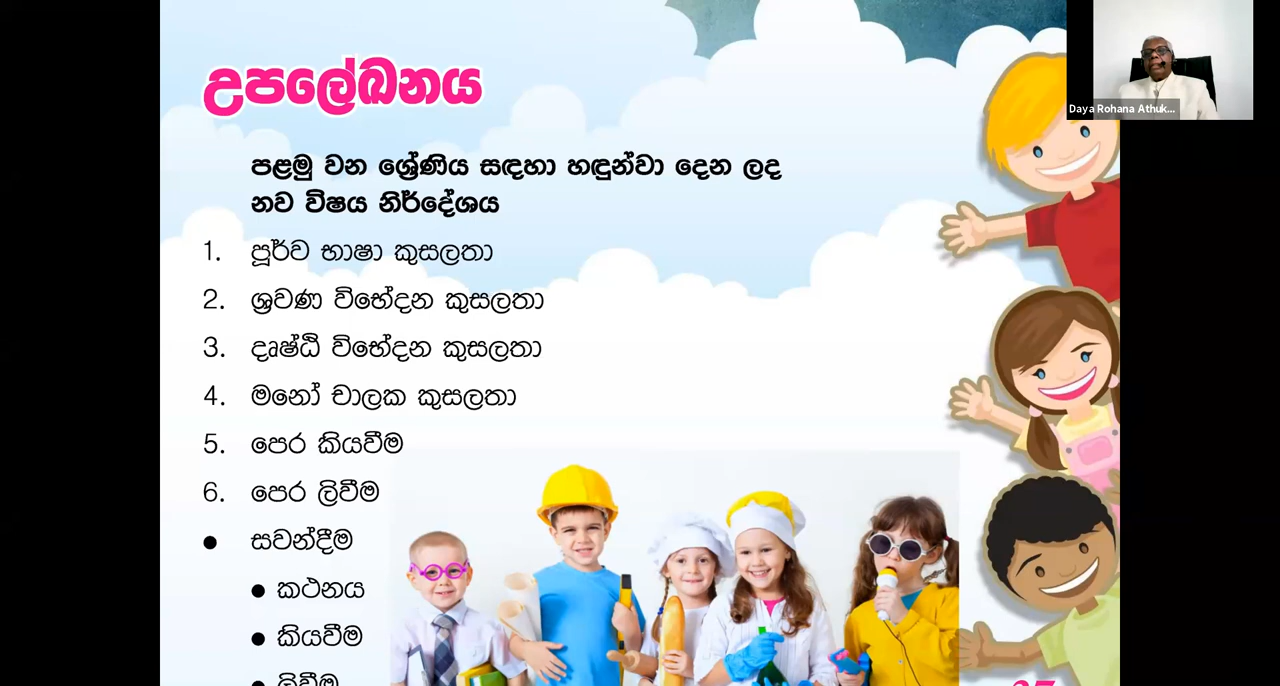 උපලේඛනය
Daya Rohana Athuk...
පළමු වන ශ්‍රේණිය සඳහා හඳුන්වා දෙන ලද
නව විෂය නිර්දේශය
1. පූර්ව භාෂා කුසලතා
2. ශ්‍රවණ විභේදන කුසලතා
3. දෘෂ්ඨි විභේදන කුසලතා
4. මනෝ චාලක කුසලතා
5. පෙර කියවීම
6. පෙර ලිවීම
● සවන්දීම
● කථනය
● කියවීම
● ලිවීම